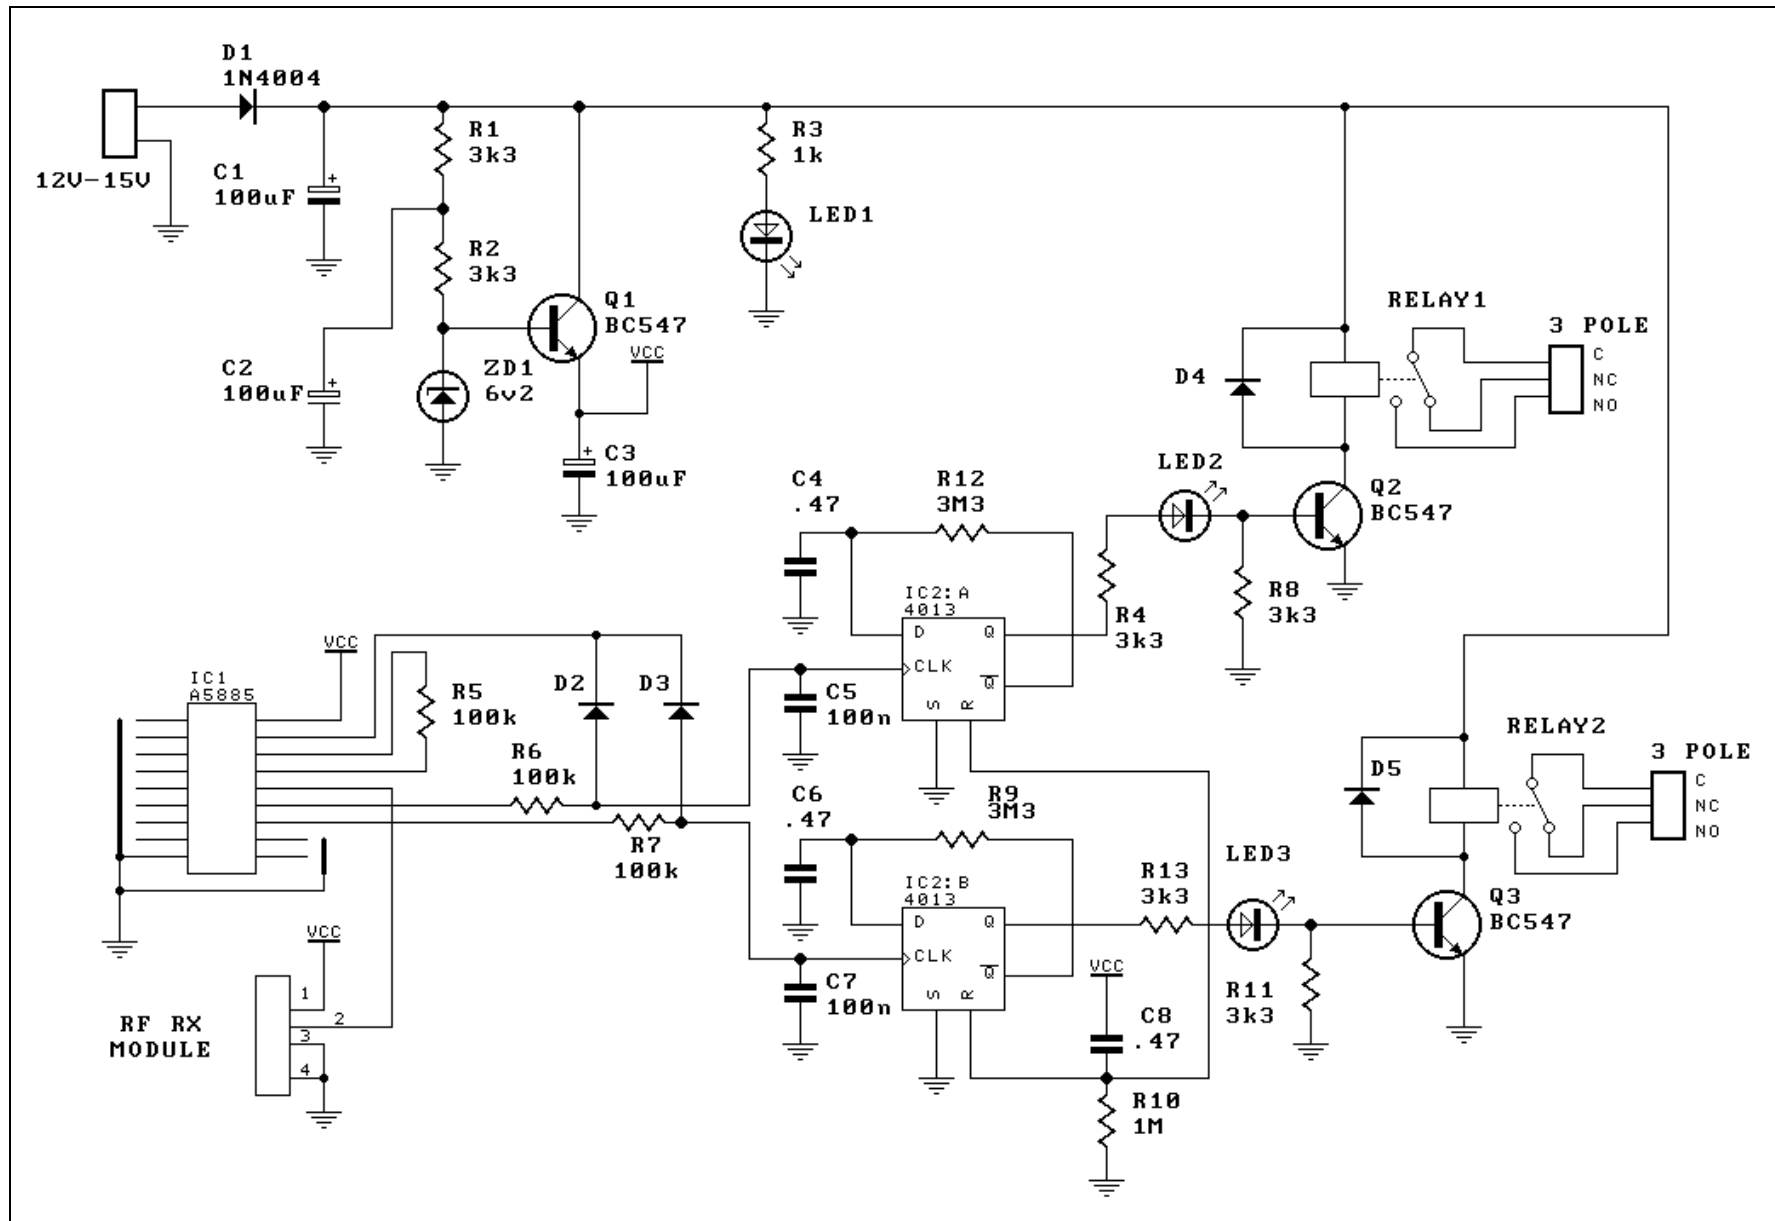 D1
1N4004
12V-15V
C1
100uF
R1
3k3
R2
3k3
C2
100uF
ZD1
6v2
Q1
BC547
VCC
C3
100uF
R3
1k
LED1
RELAY1
3 POLE
C
NC
NO
D4
LED2
Q2
BC547
R8
3k3
R4
3k3
C4
.47
R12
3M3
IC2:A
4013
D
Q
CLK
Q
S
R
C5
100n
VCC
IC1
A5885
R5
100k
D2
D3
R6
100k
R7
100k
C6
.47
R9
3M3
IC2:B
4013
D
Q
CLK
Q
S
R
C7
100n
R13
3k3
LED3
RELAY2
3 POLE
C
NC
NO
D5
Q3
BC547
R11
3k3
VCC
C8
.47
R10
1M
VCC
RF RX
MODULE
1
2
3
4